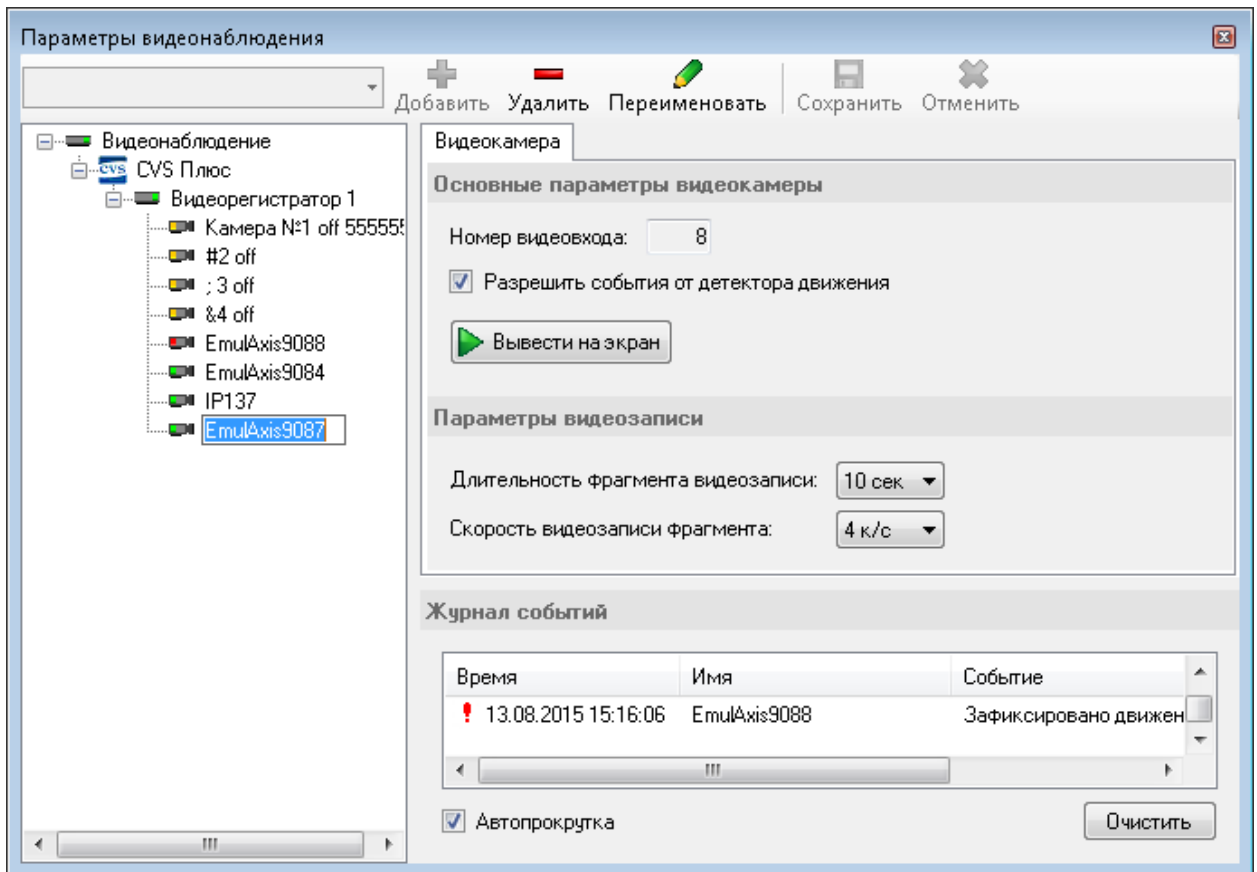 Параметры видеонаблюдения
Добавить Удалить Переименовать Сохранить Отменить
Видеонаблюдение
cvs CVS Плюс
Видеорегистратор 1
Камера №1 off 555555
#2 off
; 3 off
&4 off
EmulAxis9088
EmulAxis9084
IP137
EmulAxis9087
Видеокамера
Основные параметры видеокамеры
Номер видеовхода: 8
Разрешить события от детектора движения
Вывести на экран
Параметры видеозаписи
Длительность фрагмента видеозаписи: 10 сек
Скорость видеозаписи фрагмента: 4 к/с
Журнал событий
Время Имя Событие
13.08.2015 15:16:06 EmulAxis9088 Зафиксировано движен
Автопрокрутка Очистить